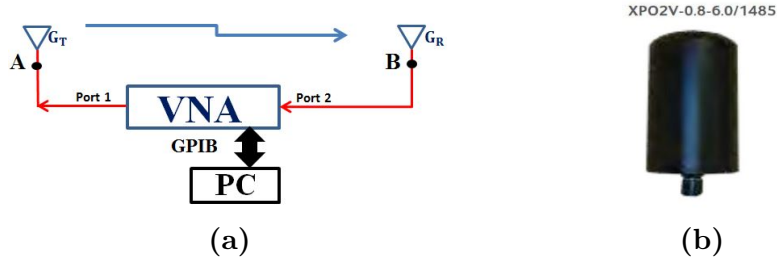 XPO2V-0.8-6.0/1485
G_T
G_R
A
B
Port 1
VNA
Port 2
GPIB
PC
(a)
(b)